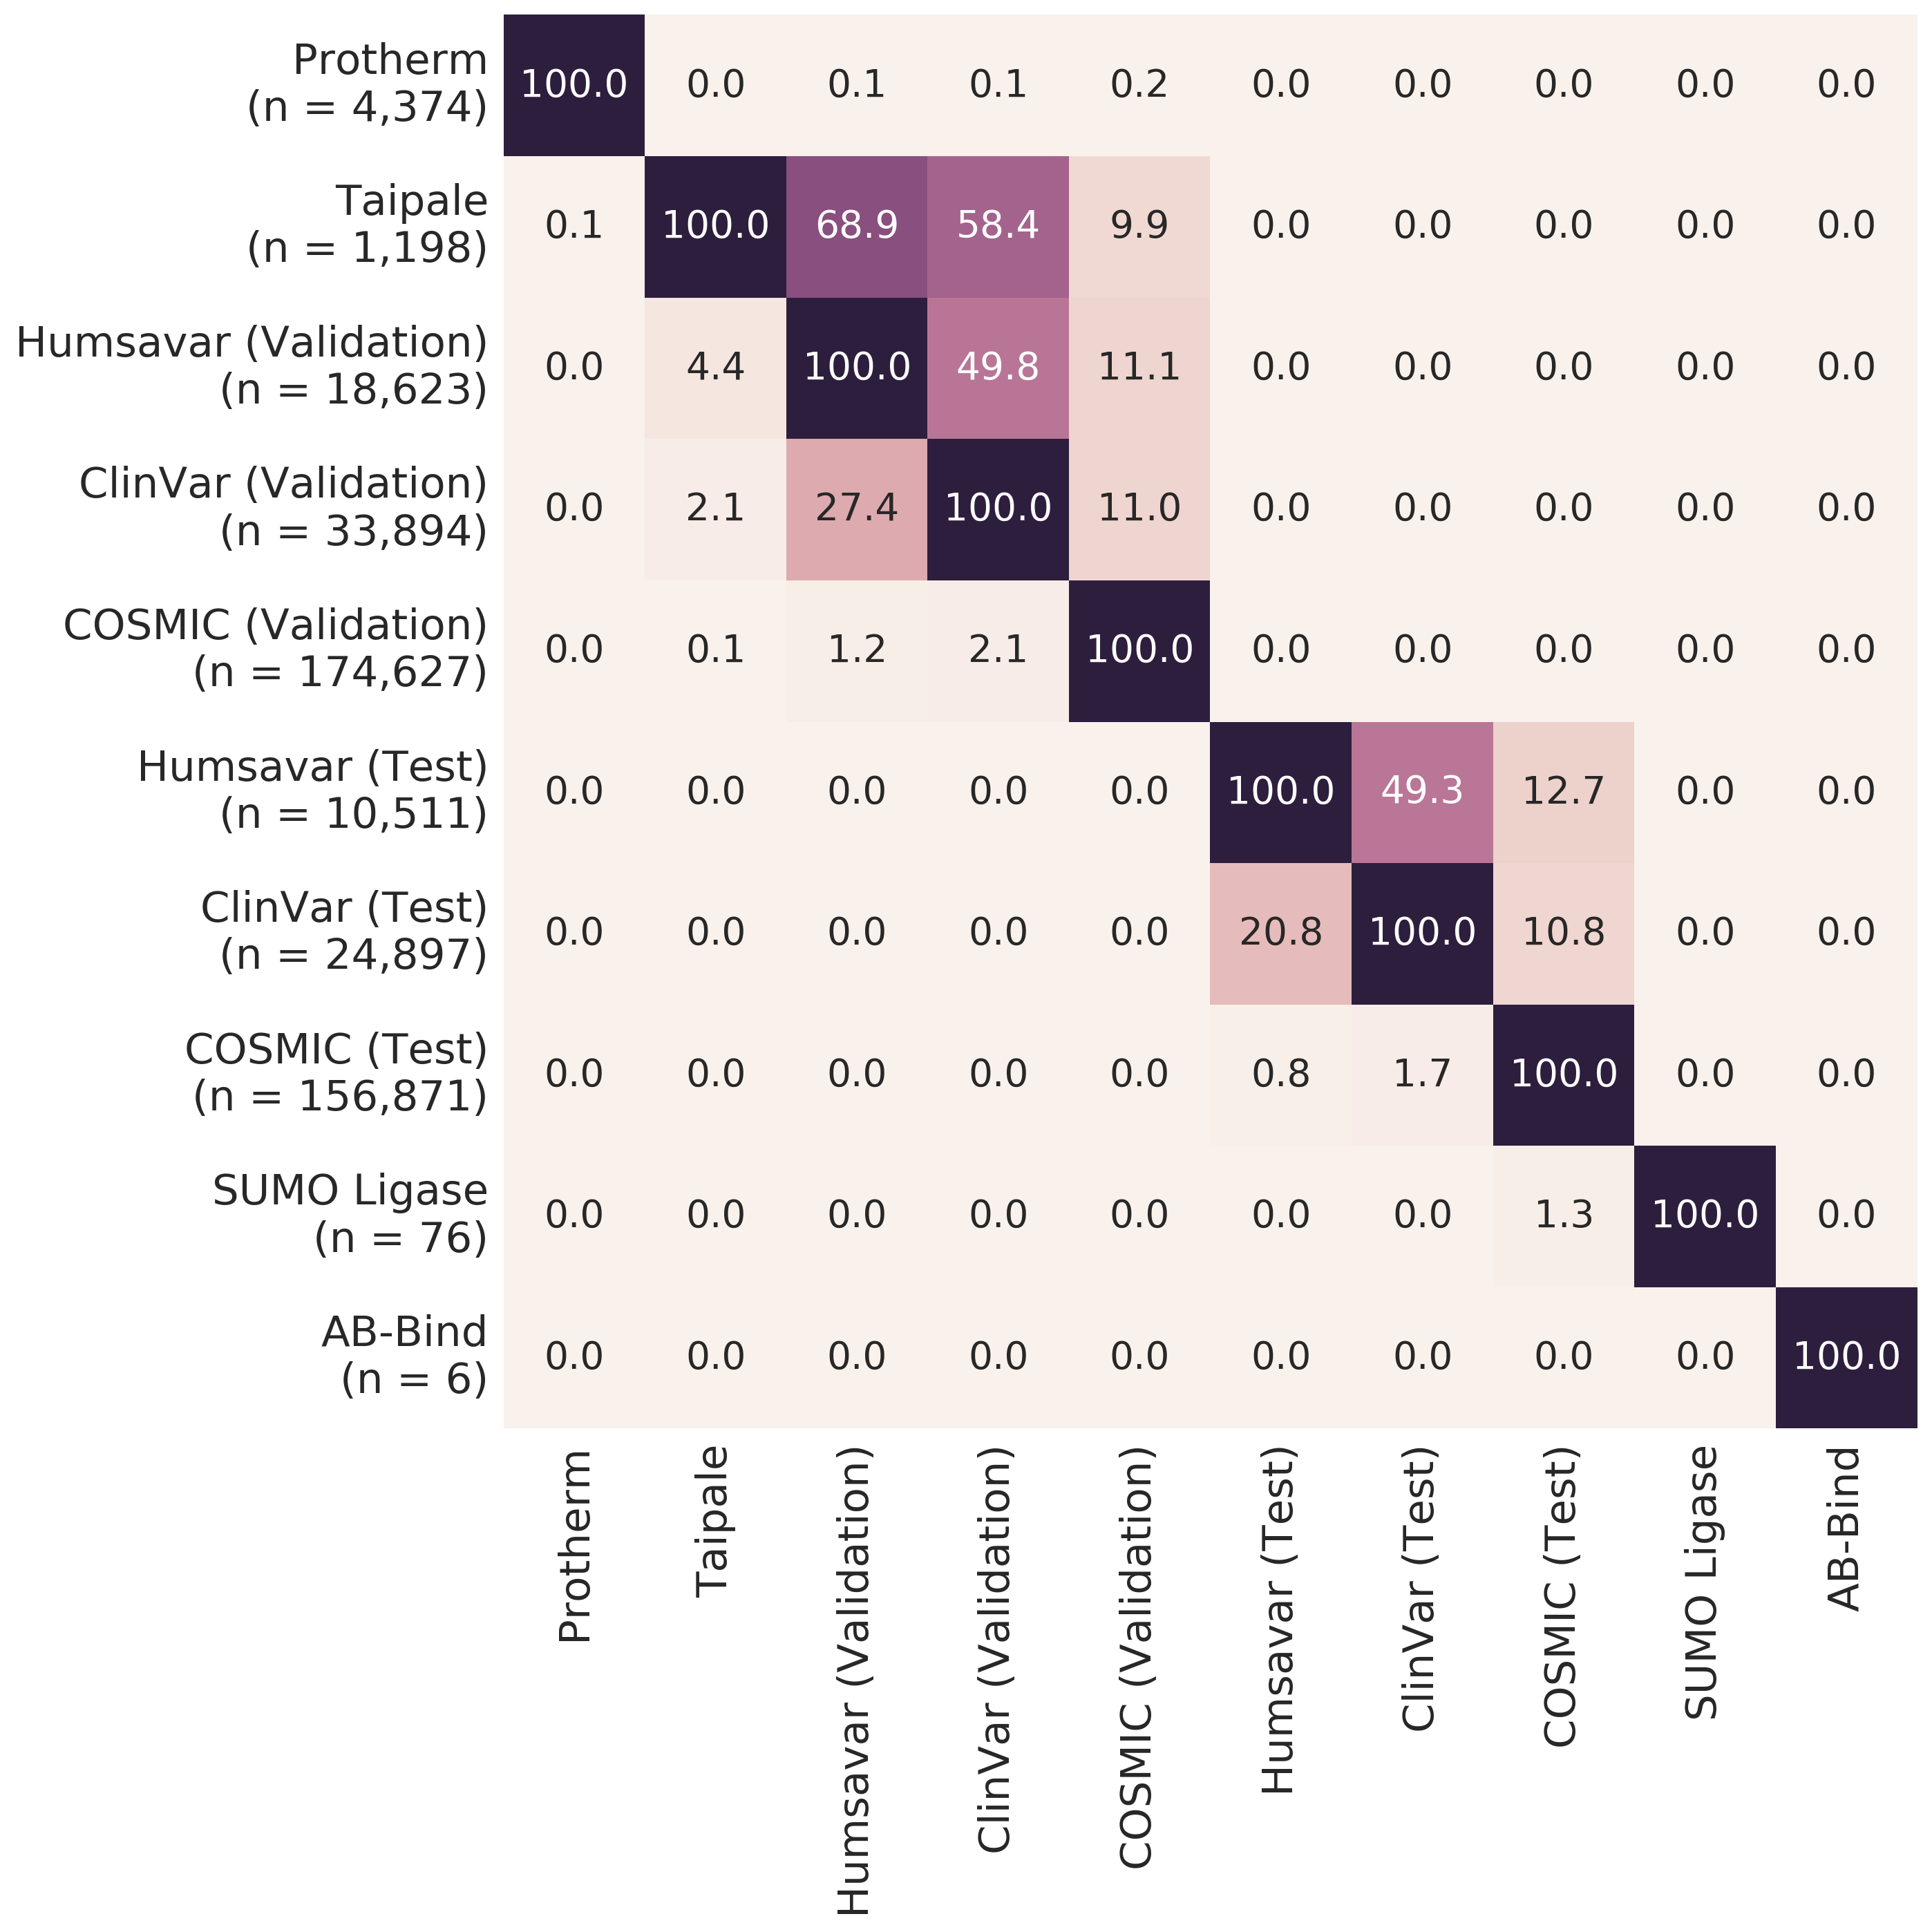 Protherm
(n = 4,374)
100.0 0.0 0.1 0.1 0.2 0.0 0.0 0.0 0.0 0.0
Taipale
(n = 1,198)
0.1 100.0 68.9 58.4 9.9 0.0 0.0 0.0 0.0 0.0
Humsavar (Validation)
(n = 18,623)
0.0 4.4 100.0 49.8 11.1 0.0 0.0 0.0 0.0 0.0
ClinVar (Validation)
(n = 33,894)
0.0 2.1 27.4 100.0 11.0 0.0 0.0 0.0 0.0 0.0
COSMIC (Validation)
(n = 174,627)
0.0 0.1 1.2 2.1 100.0 0.0 0.0 0.0 0.0 0.0
Humsavar (Test)
(n = 10,511)
0.0 0.0 0.0 0.0 0.0 100.0 49.3 12.7 0.0 0.0
ClinVar (Test)
(n = 24,897)
0.0 0.0 0.0 0.0 0.0 20.8 100.0 10.8 0.0 0.0
COSMIC (Test)
(n = 156,871)
0.0 0.0 0.0 0.0 0.0 0.8 1.7 100.0 0.0 0.0
SUMO Ligase
(n = 76)
0.0 0.0 0.0 0.0 0.0 0.0 0.0 1.3 100.0 0.0
AB-Bind
(n = 6)
0.0 0.0 0.0 0.0 0.0 0.0 0.0 0.0 0.0 100.0
Protherm
Taipale
Humsavar (Validation)
ClinVar (Validation)
COSMIC (Validation)
Humsavar (Test)
ClinVar (Test)
COSMIC (Test)
SUMO Ligase
AB-Bind